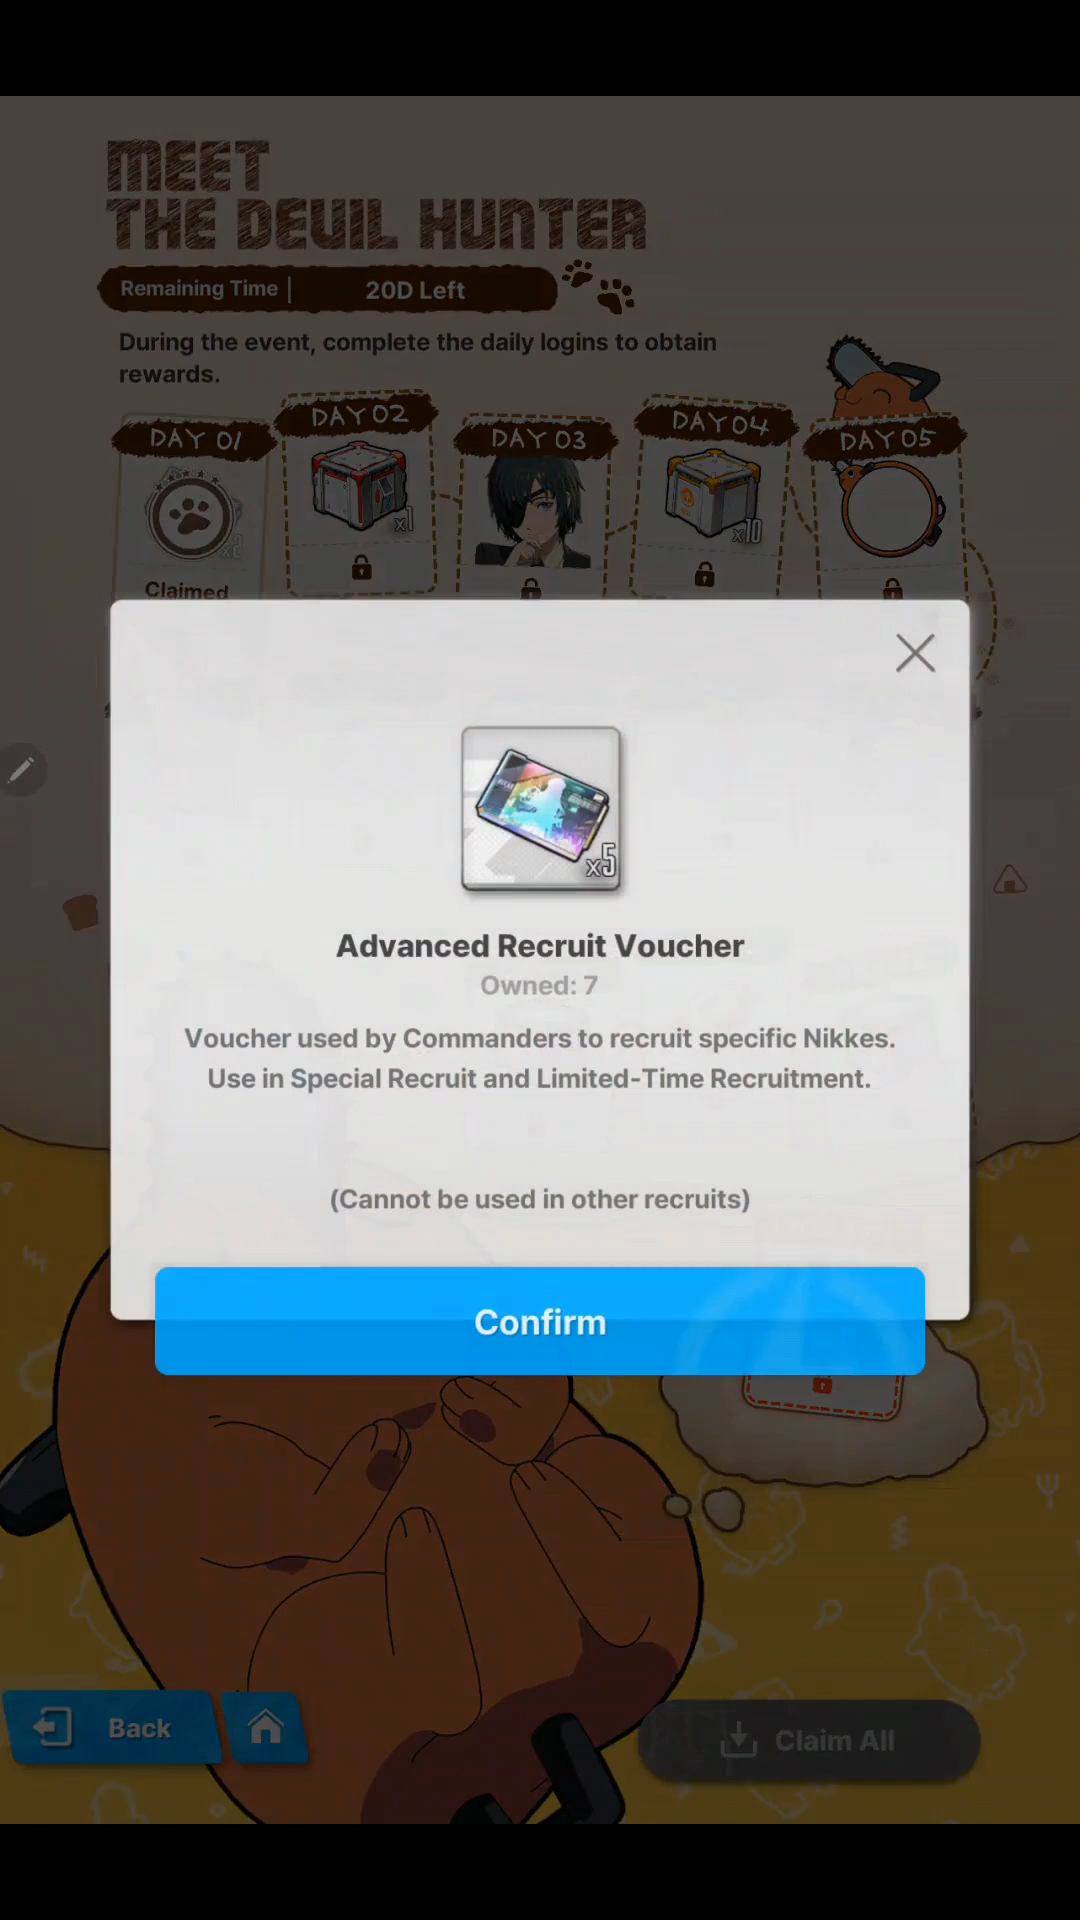 MEET
THE DEVIL HUNTER
Remaining Time | 20D Left
During the event, complete the daily logins to obtain
rewards.
DAY 01
DAY 02
DAY 03
DAY 04
DAY 05
x2
x1
x10
Claimed
x5
Advanced Recruit Voucher
Owned: 7
Voucher used by Commanders to recruit specific Nikkes.
Use in Special Recruit and Limited-Time Recruitment.
(Cannot be used in other recruits)
Confirm
Back
Claim All